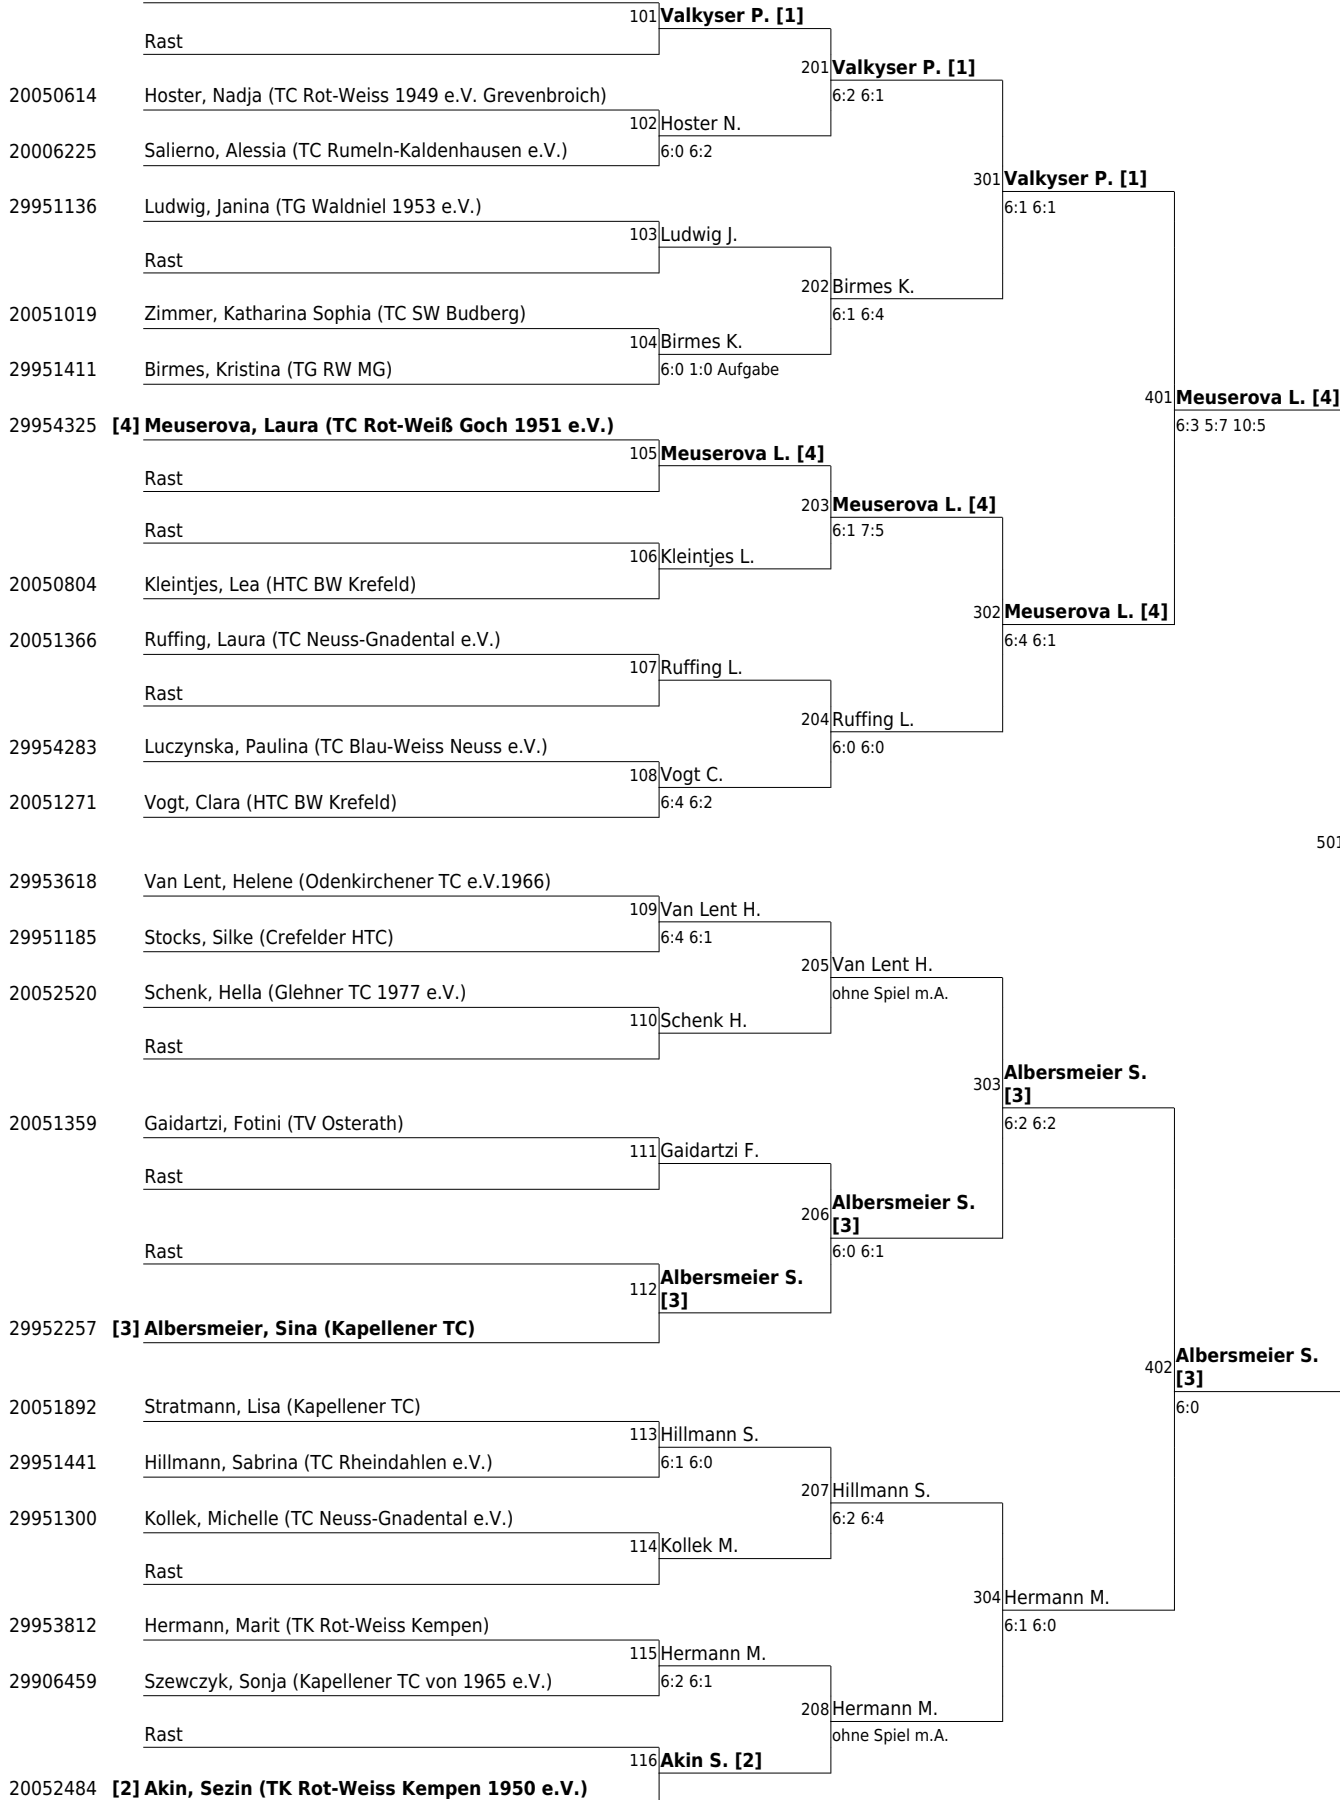 101 Valkyser P. [1]
Rast
201 Valkyser P. [1]
20050614 Hoster, Nadja (TC Rot-Weiss 1949 e.V. Grevenbroich)
6:2 6:1
102 Hoster N.
20006225 Salierno, Alessia (TC Rumeln-Kaldenhausen e.V.)
6:0 6:2
301 Valkyser P. [1]
29951136 Ludwig, Janina (TG Waldniel 1953 e.V.)
6:1 6:1
103 Ludwig J.
Rast
202 Birmes K.
20051019 Zimmer, Katharina Sophia (TC SW Budberg)
6:1 6:4
104 Birmes K.
29951411 Birmes, Kristina (TG RW MG)
6:0 1:0 Aufgabe
401 Meuserova L. [4]
29954325 [4] Meuserova, Laura (TC Rot-Weiß Goch 1951 e.V.)
6:3 5:7 10:5
105 Meuserova L. [4]
Rast
203 Meuserova L. [4]
Rast
6:1 7:5
106 Kleintjes L.
20050804 Kleintjes, Lea (HTC BW Krefeld)
302 Meuserova L. [4]
20051366 Ruffing, Laura (TC Neuss-Gnadental e.V.)
6:4 6:1
107 Ruffing L.
Rast
204 Ruffing L.
29954283 Luczynska, Paulina (TC Blau-Weiss Neuss e.V.)
6:0 6:0
108 Vogt C.
20051271 Vogt, Clara (HTC BW Krefeld)
6:4 6:2
501
29953618 Van Lent, Helene (Odenkirchener TC e.V.1966)
109 Van Lent H.
29951185 Stocks, Silke (Crefelder HTC)
6:4 6:1
205 Van Lent H.
20052520 Schenk, Hella (Glehner TC 1977 e.V.)
ohne Spiel m.A.
110 Schenk H.
Rast
303 Albersmeier S.
[3]
20051359 Gaidartzi, Fotini (TV Osterath)
6:2 6:2
111 Gaidartzi F.
Rast
206 Albersmeier S.
[3]
Rast
6:0 6:1
112 Albersmeier S.
[3]
29952257 [3] Albersmeier, Sina (Kapellener TC)
402 Albersmeier S.
[3]
20051892 Stratmann, Lisa (Kapellener TC)
6:0
113 Hillmann S.
29951441 Hillmann, Sabrina (TC Rheindahlen e.V.)
6:1 6:0
207 Hillmann S.
29951300 Kollek, Michelle (TC Neuss-Gnadental e.V.)
6:2 6:4
114 Kollek M.
Rast
304 Hermann M.
29953812 Hermann, Marit (TK Rot-Weiss Kempen)
6:1 6:0
115 Hermann M.
29906459 Szewczyk, Sonja (Kapellener TC von 1965 e.V.)
6:2 6:1
208 Hermann M.
Rast
ohne Spiel m.A.
116 Akin S. [2]
20052484 [2] Akin, Sezin (TK Rot-Weiss Kempen 1950 e.V.)